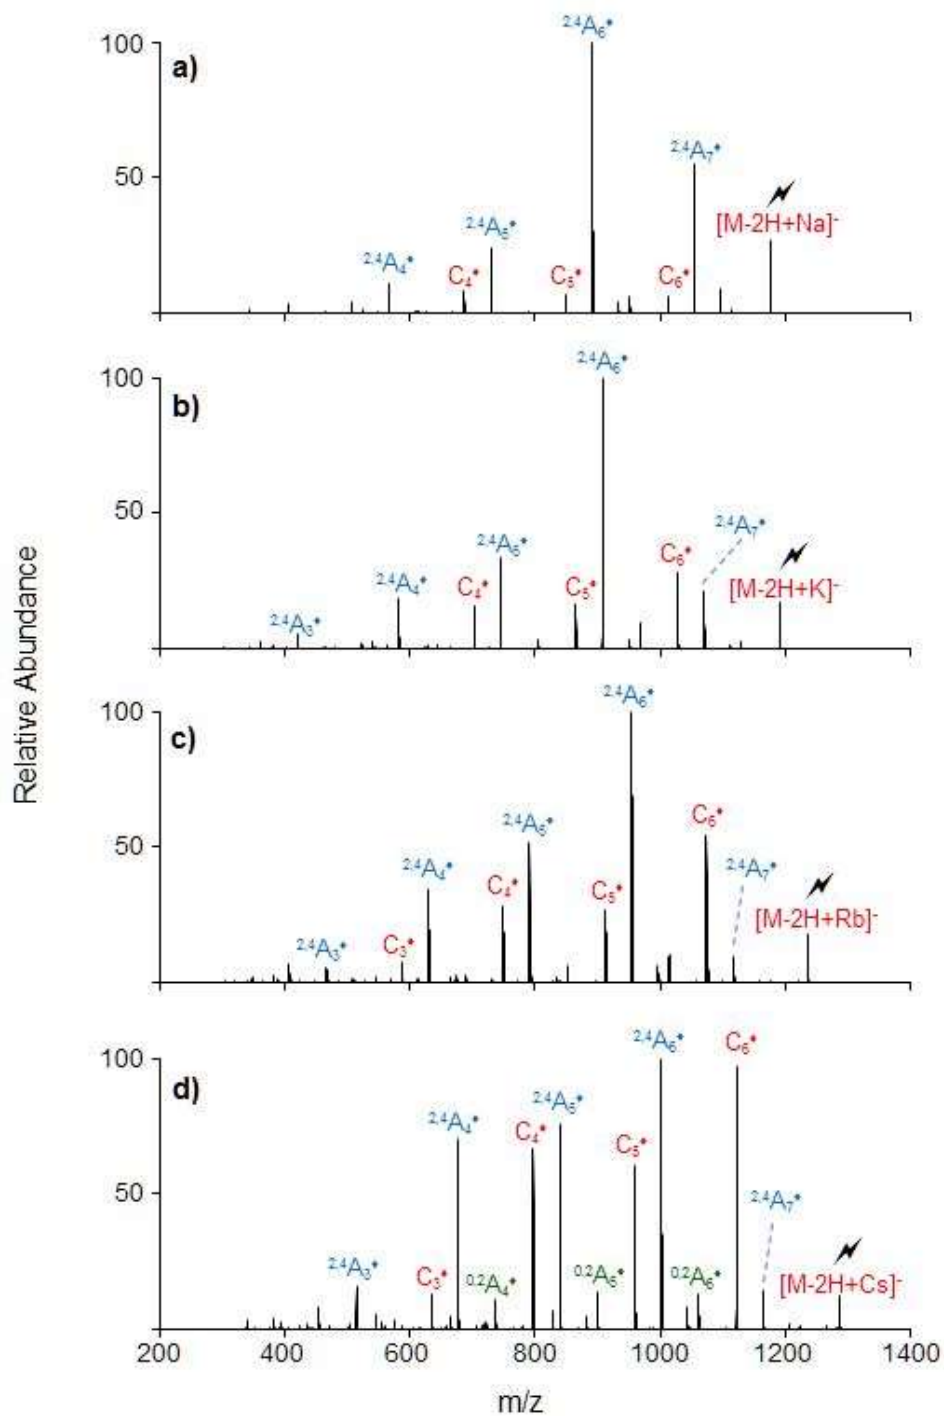 ²,⁴A₆♦
100
a)
²,⁴A₇♦
50
[M-2H+Na]⁻
²,⁴A₅♦
²,⁴A₄♦
C₄♦
C₅♦
C₆♦
²,⁴A₆♦
100
b)
50
²,⁴A₇♦
²,⁴A₅♦
C₆♦
²,⁴A₄♦
C₄♦
C₅♦
[M-2H+K]⁻
²,⁴A₃♦
²,⁴A₆♦
100
c)
²,⁴A₅♦
C₆♦
50
²,⁴A₄♦
C₄♦
C₅♦
²,⁴A₇♦
[M-2H+Rb]⁻
²,⁴A₃♦
C₃♦
²,⁴A₆♦
C₆♦
100
d)
²,⁴A₄♦
²,⁴A₅♦
C₄♦
C₅♦
50
²,⁴A₇♦
²,⁴A₃♦
C₃♦
⁰,²A₄♦
⁰,²A₅♦
⁰,²A₆♦
[M-2H+Cs]⁻
200 400 600 800 1000 1200 1400
m/z
Relative Abundance